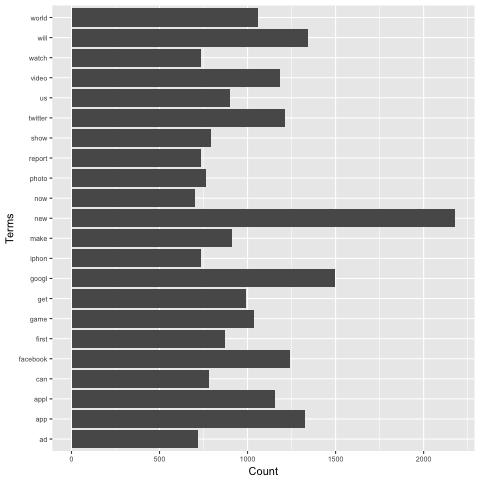 world
will
watch
video
us
twitter
show
report
photo
now
new
make
iphon
googl
get
game
first
facebook
can
appl
app
ad
Terms
0 500 1000 1500 2000
Count